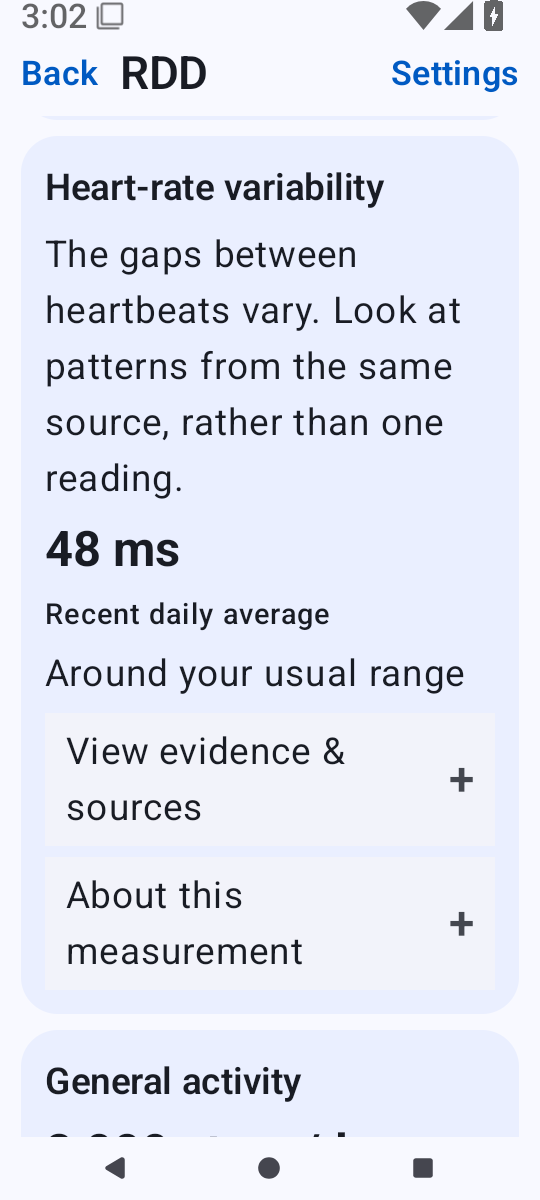 3:02
Back RDD Settings
Heart-rate variability
The gaps between
heartbeats vary. Look at
patterns from the same
source, rather than one
reading.
48 ms
Recent daily average
Around your usual range
View evidence &
sources +
About this
measurement +
General activity